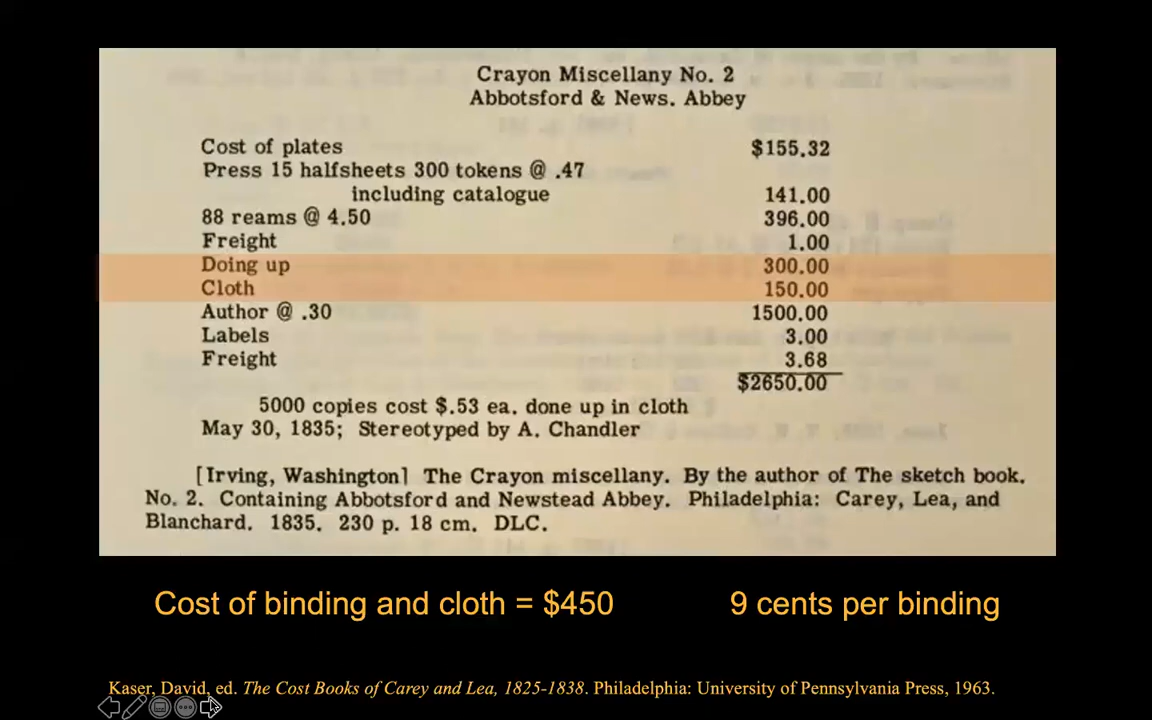 Crayon Miscellany No. 2
Abbotsford & News. Abbey
Cost of plates $155.32
Press 15 halfsheets 300 tokens @ .47
including catalogue 141.00
88 reams @ 4.50 396.00
Freight 1.00
Doing up 300.00
Cloth 150.00
Author @ .30 1500.00
Labels 3.00
Freight 3.68
$2650.00
5000 copies cost $.53 ea. done up in cloth
May 30, 1835; Stereotyped by A. Chandler
[Irving, Washington] The Crayon miscellany. By the author of The sketch book.
No. 2. Containing Abbotsford and Newstead Abbey. Philadelphia: Carey, Lea, and
Blanchard. 1835. 230 p. 18 cm. DLC.
Cost of binding and cloth = $450 9 cents per binding
Kaser, David, ed. The Cost Books of Carey and Lea, 1825-1838. Philadelphia: University of Pennsylvania Press, 1963.